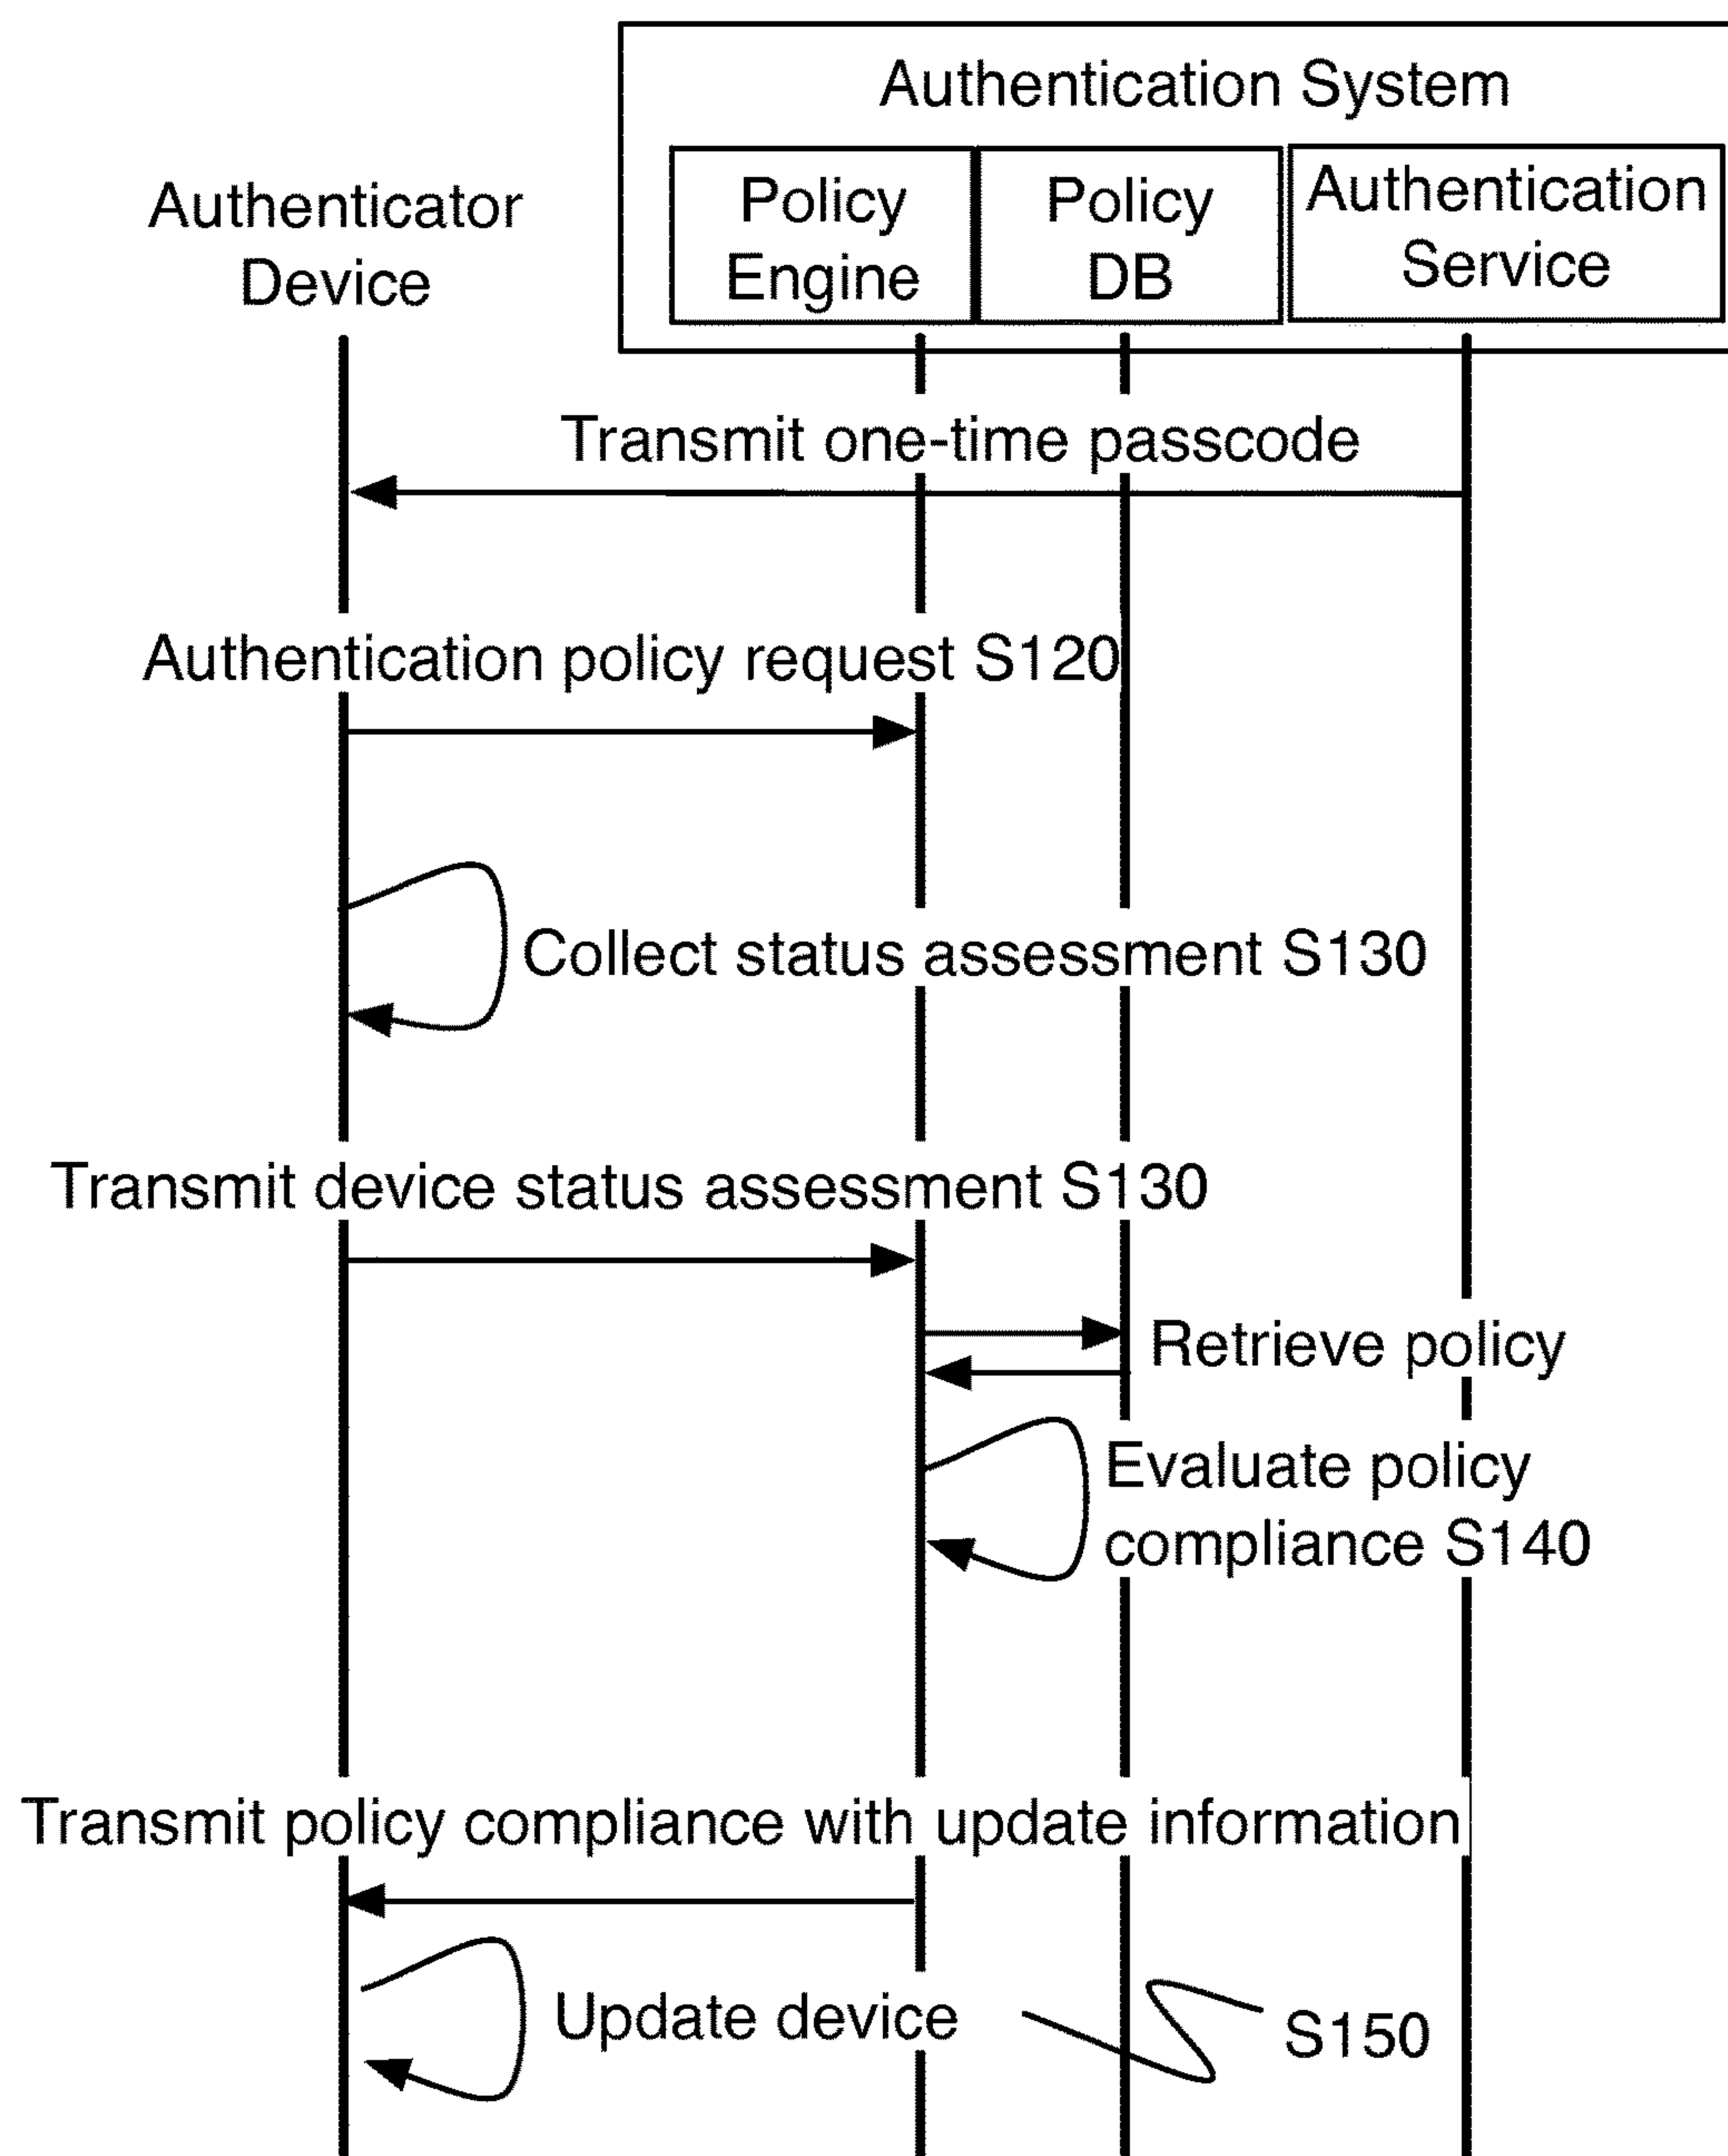 Authentication System
Authenticator
Device
Policy
Engine
Policy
DB
Authentication
Service
Transmit one-time passcode
Authentication policy request S120
Collect status assessment S130
Transmit device status assessment S130
Retrieve policy
Evaluate policy
compliance S140
Transmit policy compliance with update information
Update device
S150